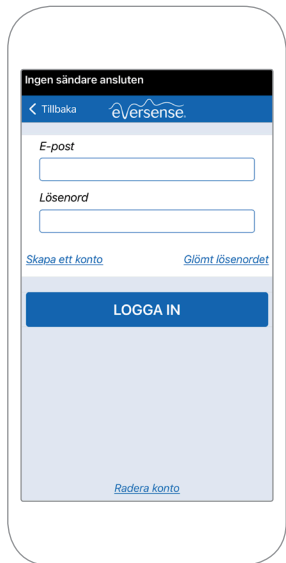 Ingen sändare ansluten
Tillbaka
eversense.
E-post
Lösenord
Skapa ett konto
Glömt lösenordet
LOGGA IN
Radera konto